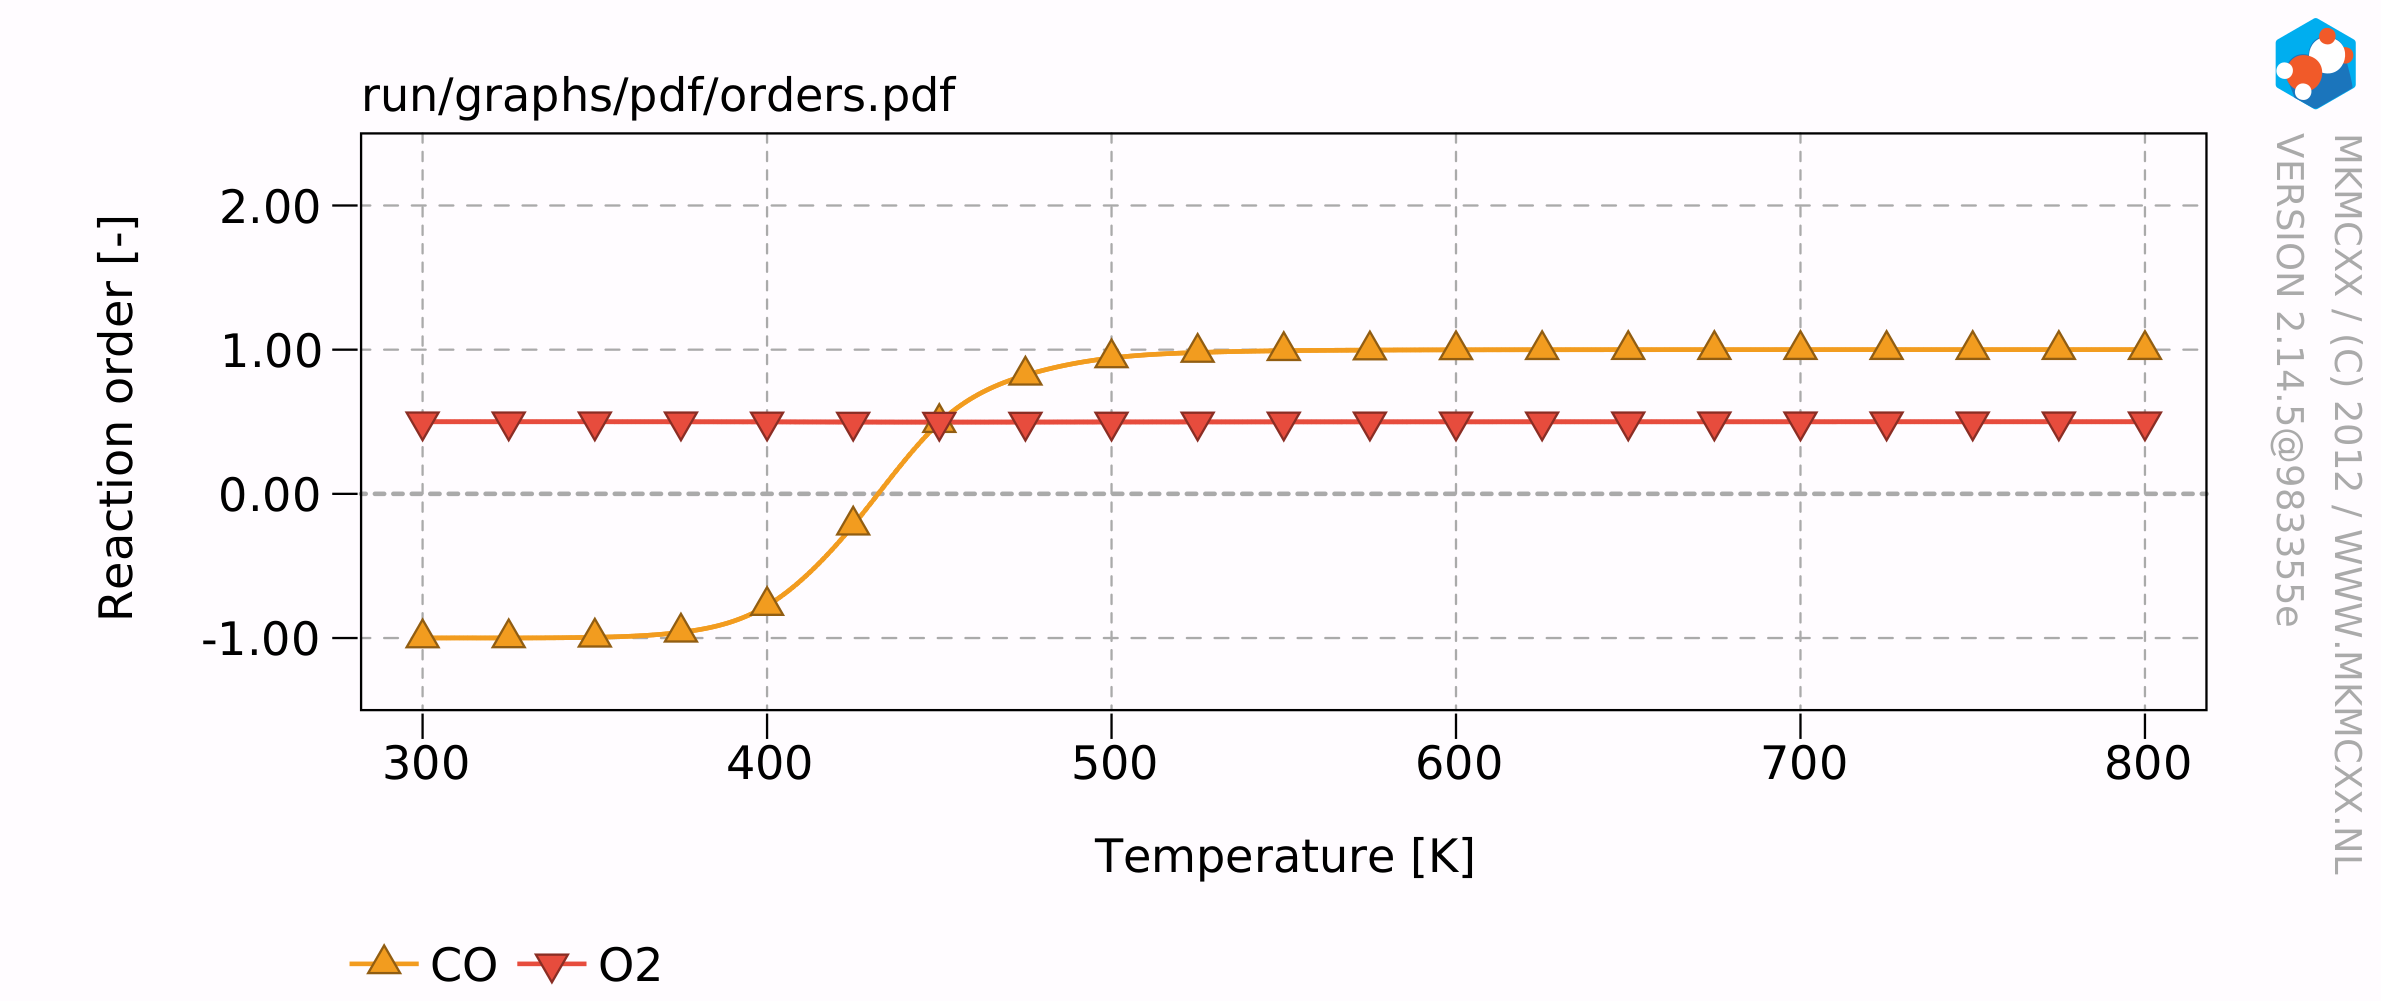 run/graphs/pdf/orders.pdf
Reaction order [-]
2.00
1.00
0.00
-1.00
300 400 500 600 700 800
Temperature [K]
CO O2
MKMCXX / (C) 2012 / WWW.MKMCXX.NL
VERSION 2.14.5@983355e